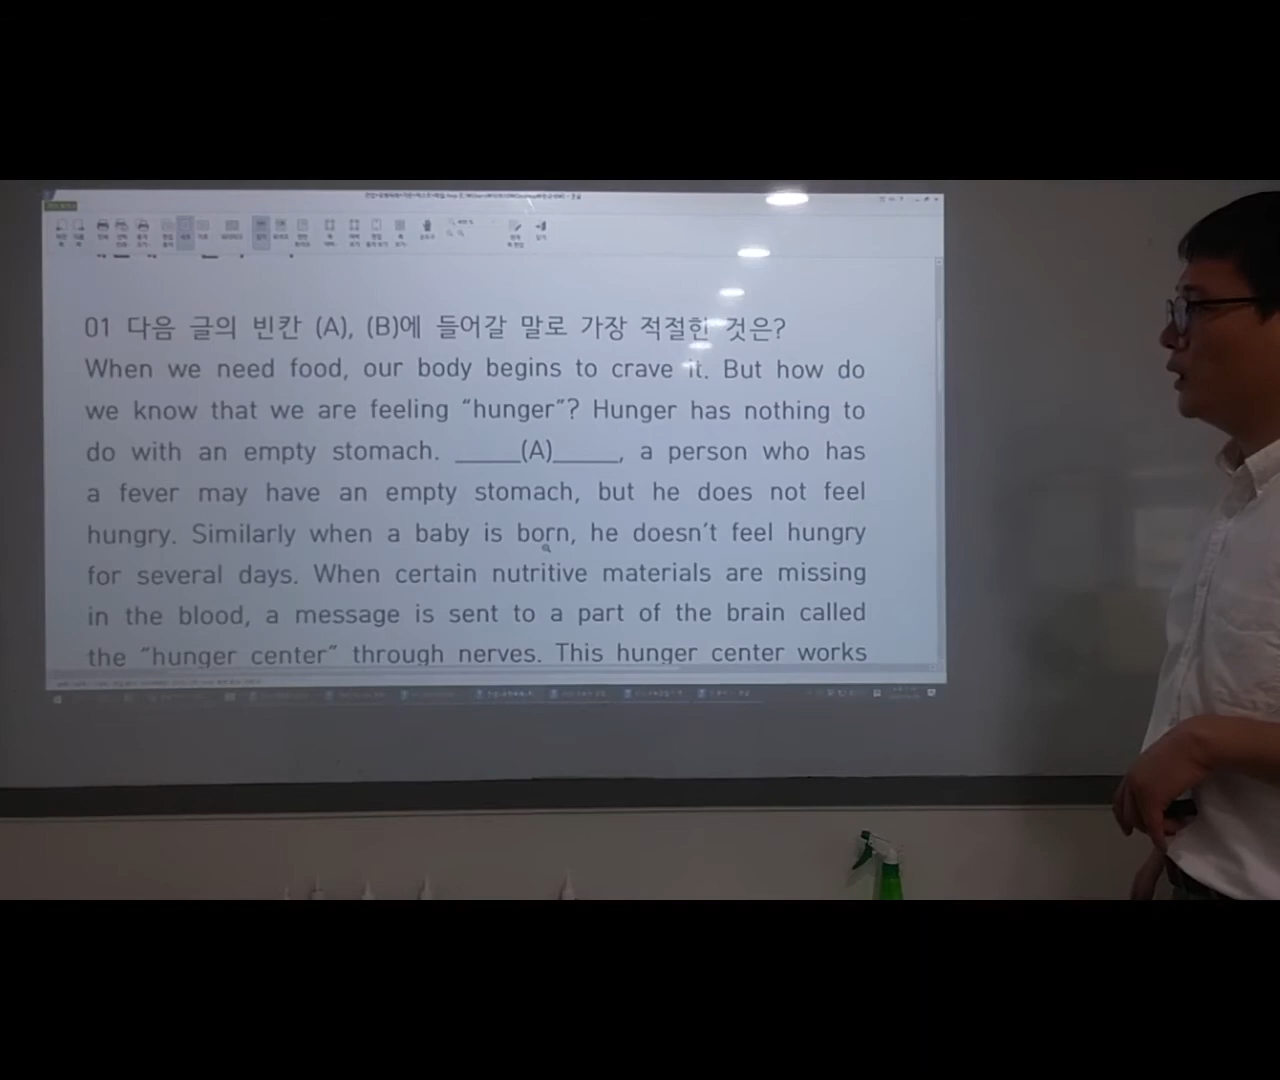 01 다음 글의 빈칸 (A), (B)에 들어갈 말로 가장 적절한 것은?
When we need food, our body begins to crave it. But how do
we know that we are feeling “hunger”? Hunger has nothing to
do with an empty stomach. _____(A)_____, a person who has
a fever may have an empty stomach, but he does not feel
hungry. Similarly when a baby is born, he doesn’t feel hungry
for several days. When certain nutritive materials are missing
in the blood, a message is sent to a part of the brain called
the “hunger center” through nerves. This hunger center works